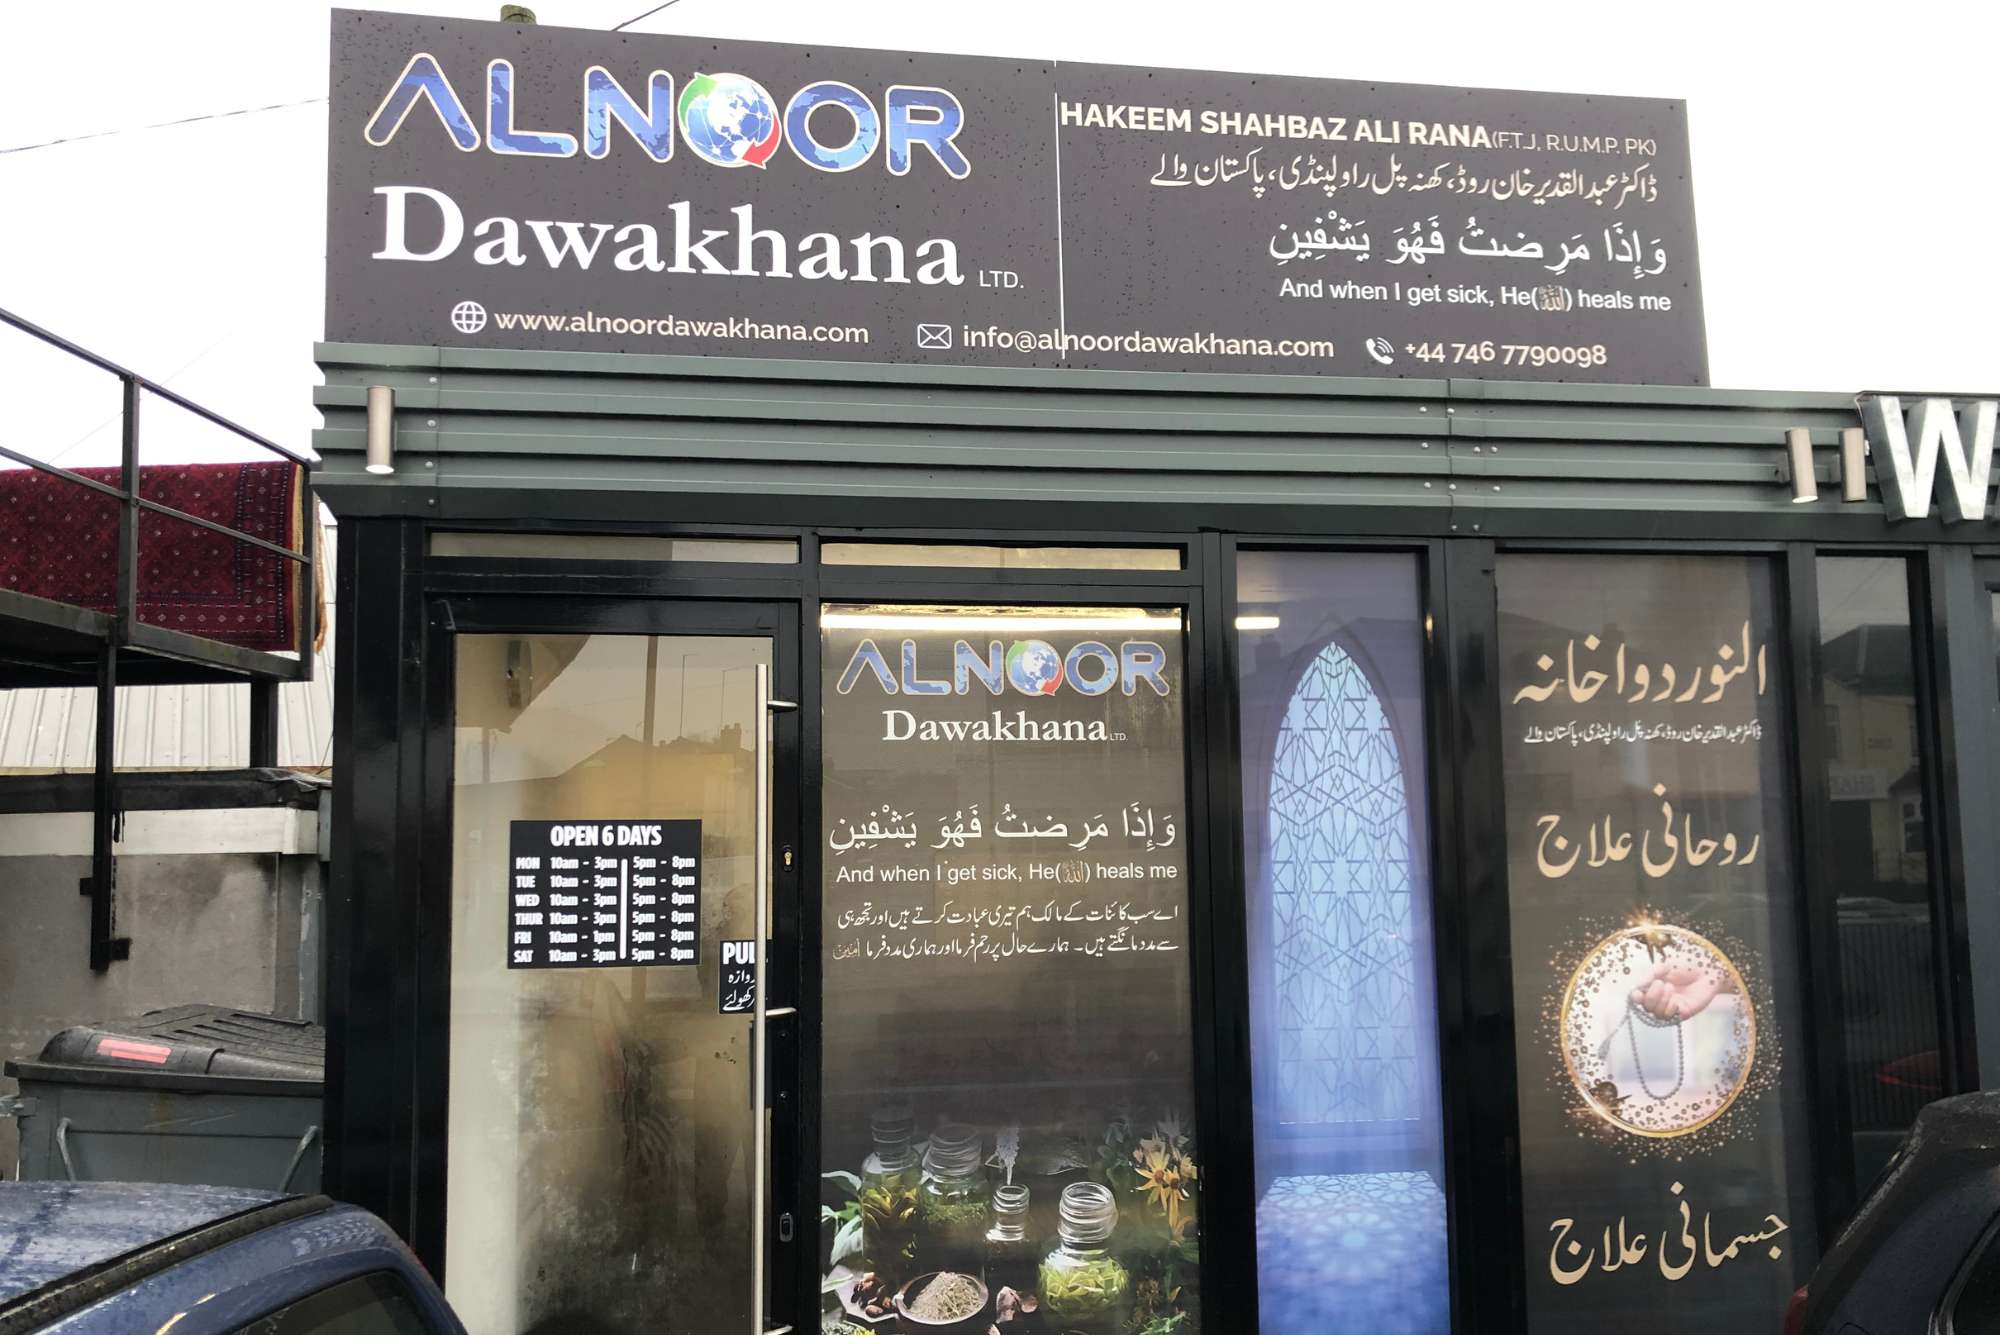 ALNOOR
Dawakhana LTD.
www.alnoordawakhana.com
info@alnoordawakhana.com
+44 746 7790098
HAKEEM SHAHBAZ ALI RANA(F.T.J, R.U.M.P. PK)
ڈاکٹر عبدالقدیر خان روڈ، کھنہ پل راولپنڈی، پاکستان والے
وَإِذَا مَرِضتُ فَهُوَ يَشْفِينِ
And when I get sick, He(ﷲ) heals me
W
OPEN 6 DAYS
MON 10am - 3pm 5pm - 8pm
TUE 10am - 3pm 5pm - 8pm
WED 10am - 3pm 5pm - 8pm
THUR 10am - 3pm 5pm - 8pm
FRI 10am - 1pm 5pm - 8pm
SAT 10am - 3pm 5pm - 8pm
ALNOOR
Dawakhana LTD.
وَإِذَا مَرِضتُ فَهُوَ يَشْفِينِ
And when I get sick, He(ﷲ) heals me
اے سب کائنات کے مالک ہم تیری عبادت کرتے ہیں اور تجھ ہی
سے مدد مانگتے ہیں۔ ہمارے حال پر رحم فرما اور ہماری مدد فرما آمین
النور دواخانہ
ڈاکٹر عبدالقدیر خان روڈ، کھنہ پل راولپنڈی، پاکستان والے
روحانی علاج
جسمانی علاج